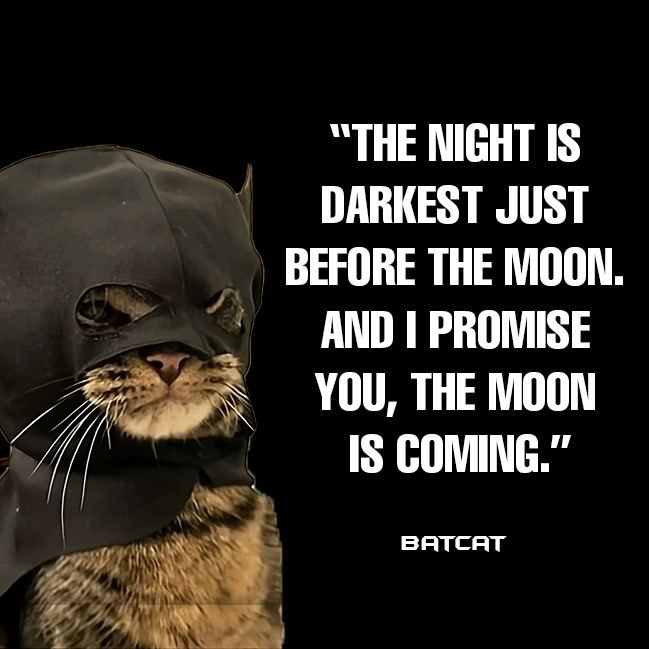 “THE NIGHT IS
DARKEST JUST
BEFORE THE MOON.
AND I PROMISE
YOU, THE MOON
IS COMING.”
BATCAT